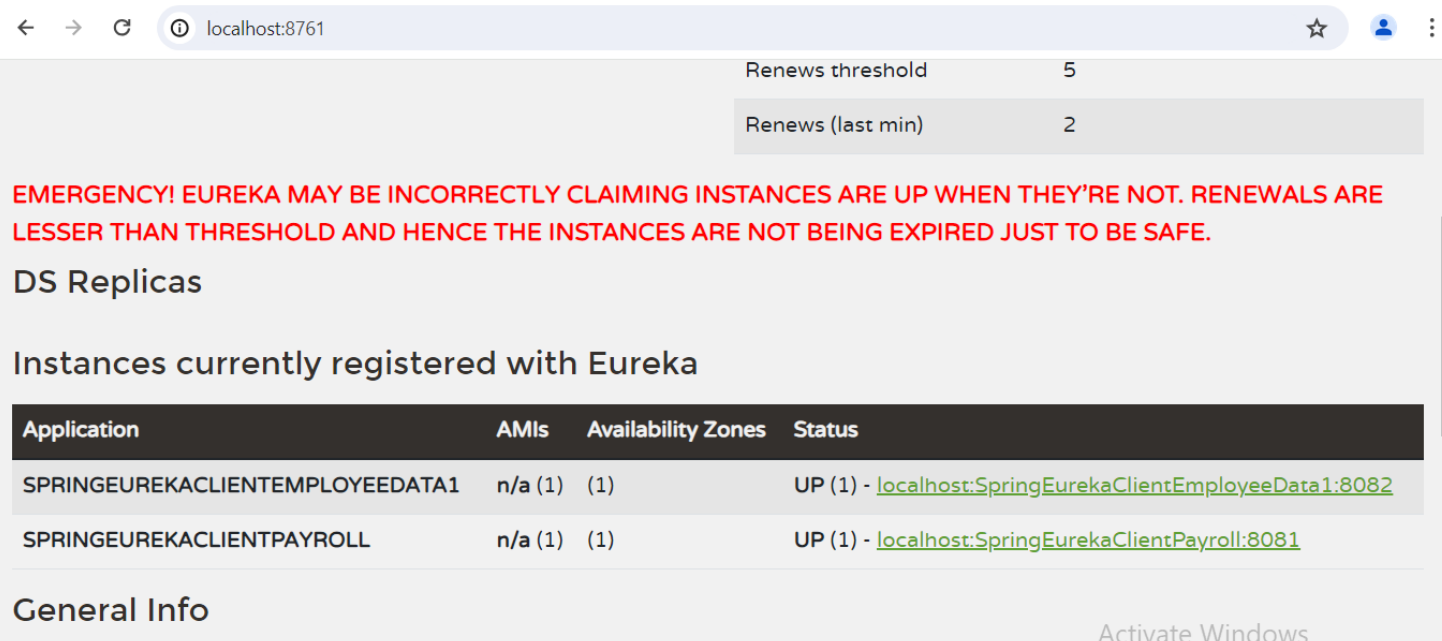 localhost:8761
Renews threshold 5
Renews (last min) 2
EMERGENCY! EUREKA MAY BE INCORRECTLY CLAIMING INSTANCES ARE UP WHEN THEY’RE NOT. RENEWALS ARE
LESSER THAN THRESHOLD AND HENCE THE INSTANCES ARE NOT BEING EXPIRED JUST TO BE SAFE.
DS Replicas
Instances currently registered with Eureka
Application AMIs Availability Zones Status
SPRINGEUREKACLIENTEMPLOYEEDATA1 n/a (1) (1) UP (1) - localhost:SpringEurekaClientEmployeeData1:8082
SPRINGEUREKACLIENTPAYROLL n/a (1) (1) UP (1) - localhost:SpringEurekaClientPayroll:8081
General Info
Activate Windows